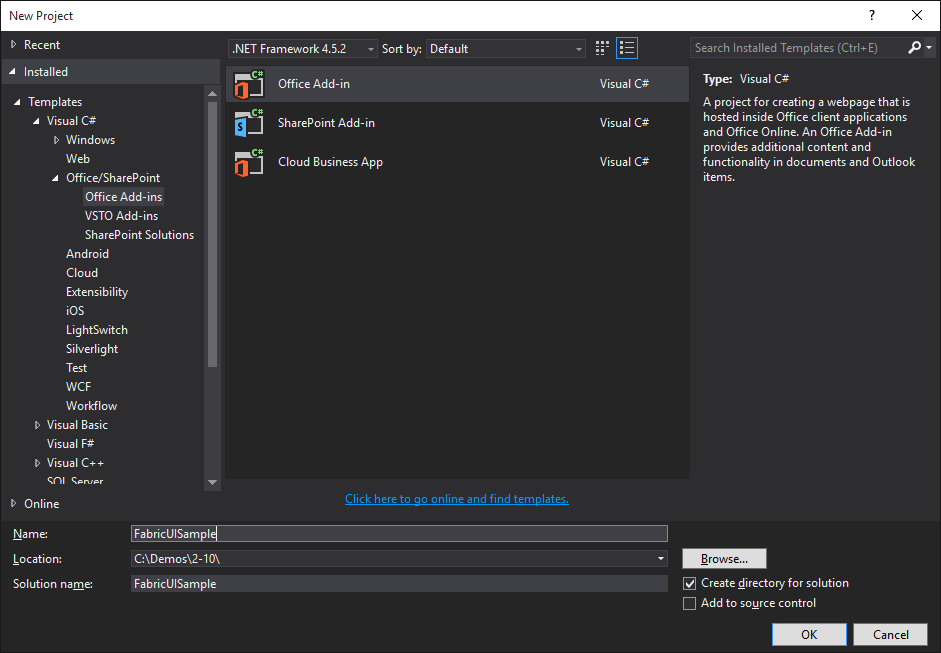 New Project
?
Recent
.NET Framework 4.5.2
Sort by:
Default
Search Installed Templates (Ctrl+E)
Installed
Templates
Visual C#
Windows
Web
Office/SharePoint
Office Add-ins
VSTO Add-ins
SharePoint Solutions
Android
Cloud
Extensibility
iOS
LightSwitch
Silverlight
Test
WCF
Workflow
Visual Basic
Visual F#
Visual C++
SQL Server
Online
C# Office Add-in Visual C#
C# SharePoint Add-in Visual C#
C# Cloud Business App Visual C#
Click here to go online and find templates.
Type: Visual C#
A project for creating a webpage that is
hosted inside Office client applications
and Office Online. An Office Add-in
provides additional content and
functionality in documents and Outlook
items.
Name: FabricUISample
Location: C:\Demos\2-10\
Browse...
Solution name: FabricUISample
Create directory for solution
Add to source control
OK
Cancel